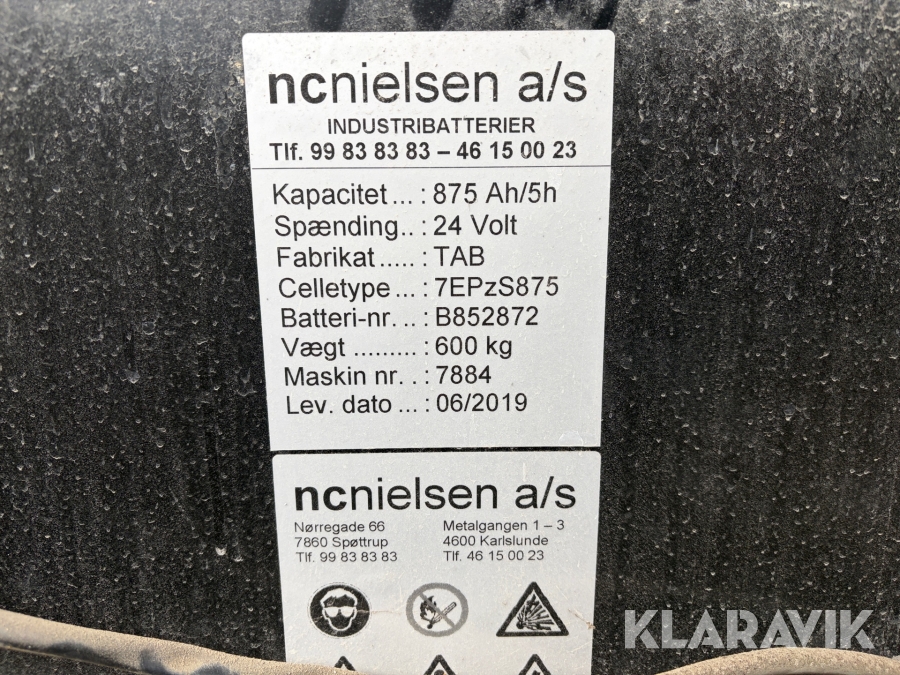 ncnielsen a/s
INDUSTRIBATTERIER
Tlf. 99 83 83 83 – 46 15 00 23
Kapacitet ... : 875 Ah/5h
Spænding.. : 24 Volt
Fabrikat ..... : TAB
Celletype ... : 7EPzS875
Batteri-nr. .. : B852872
Vægt ......... : 600 kg
Maskin nr. . : 7884
Lev. dato ... : 06/2019
ncnielsen a/s
Nørregade 66 Metalgangen 1 – 3
7860 Spøttrup 4600 Karlslunde
Tlf. 99 83 83 83 Tlf. 46 15 00 23
KLARAVIK